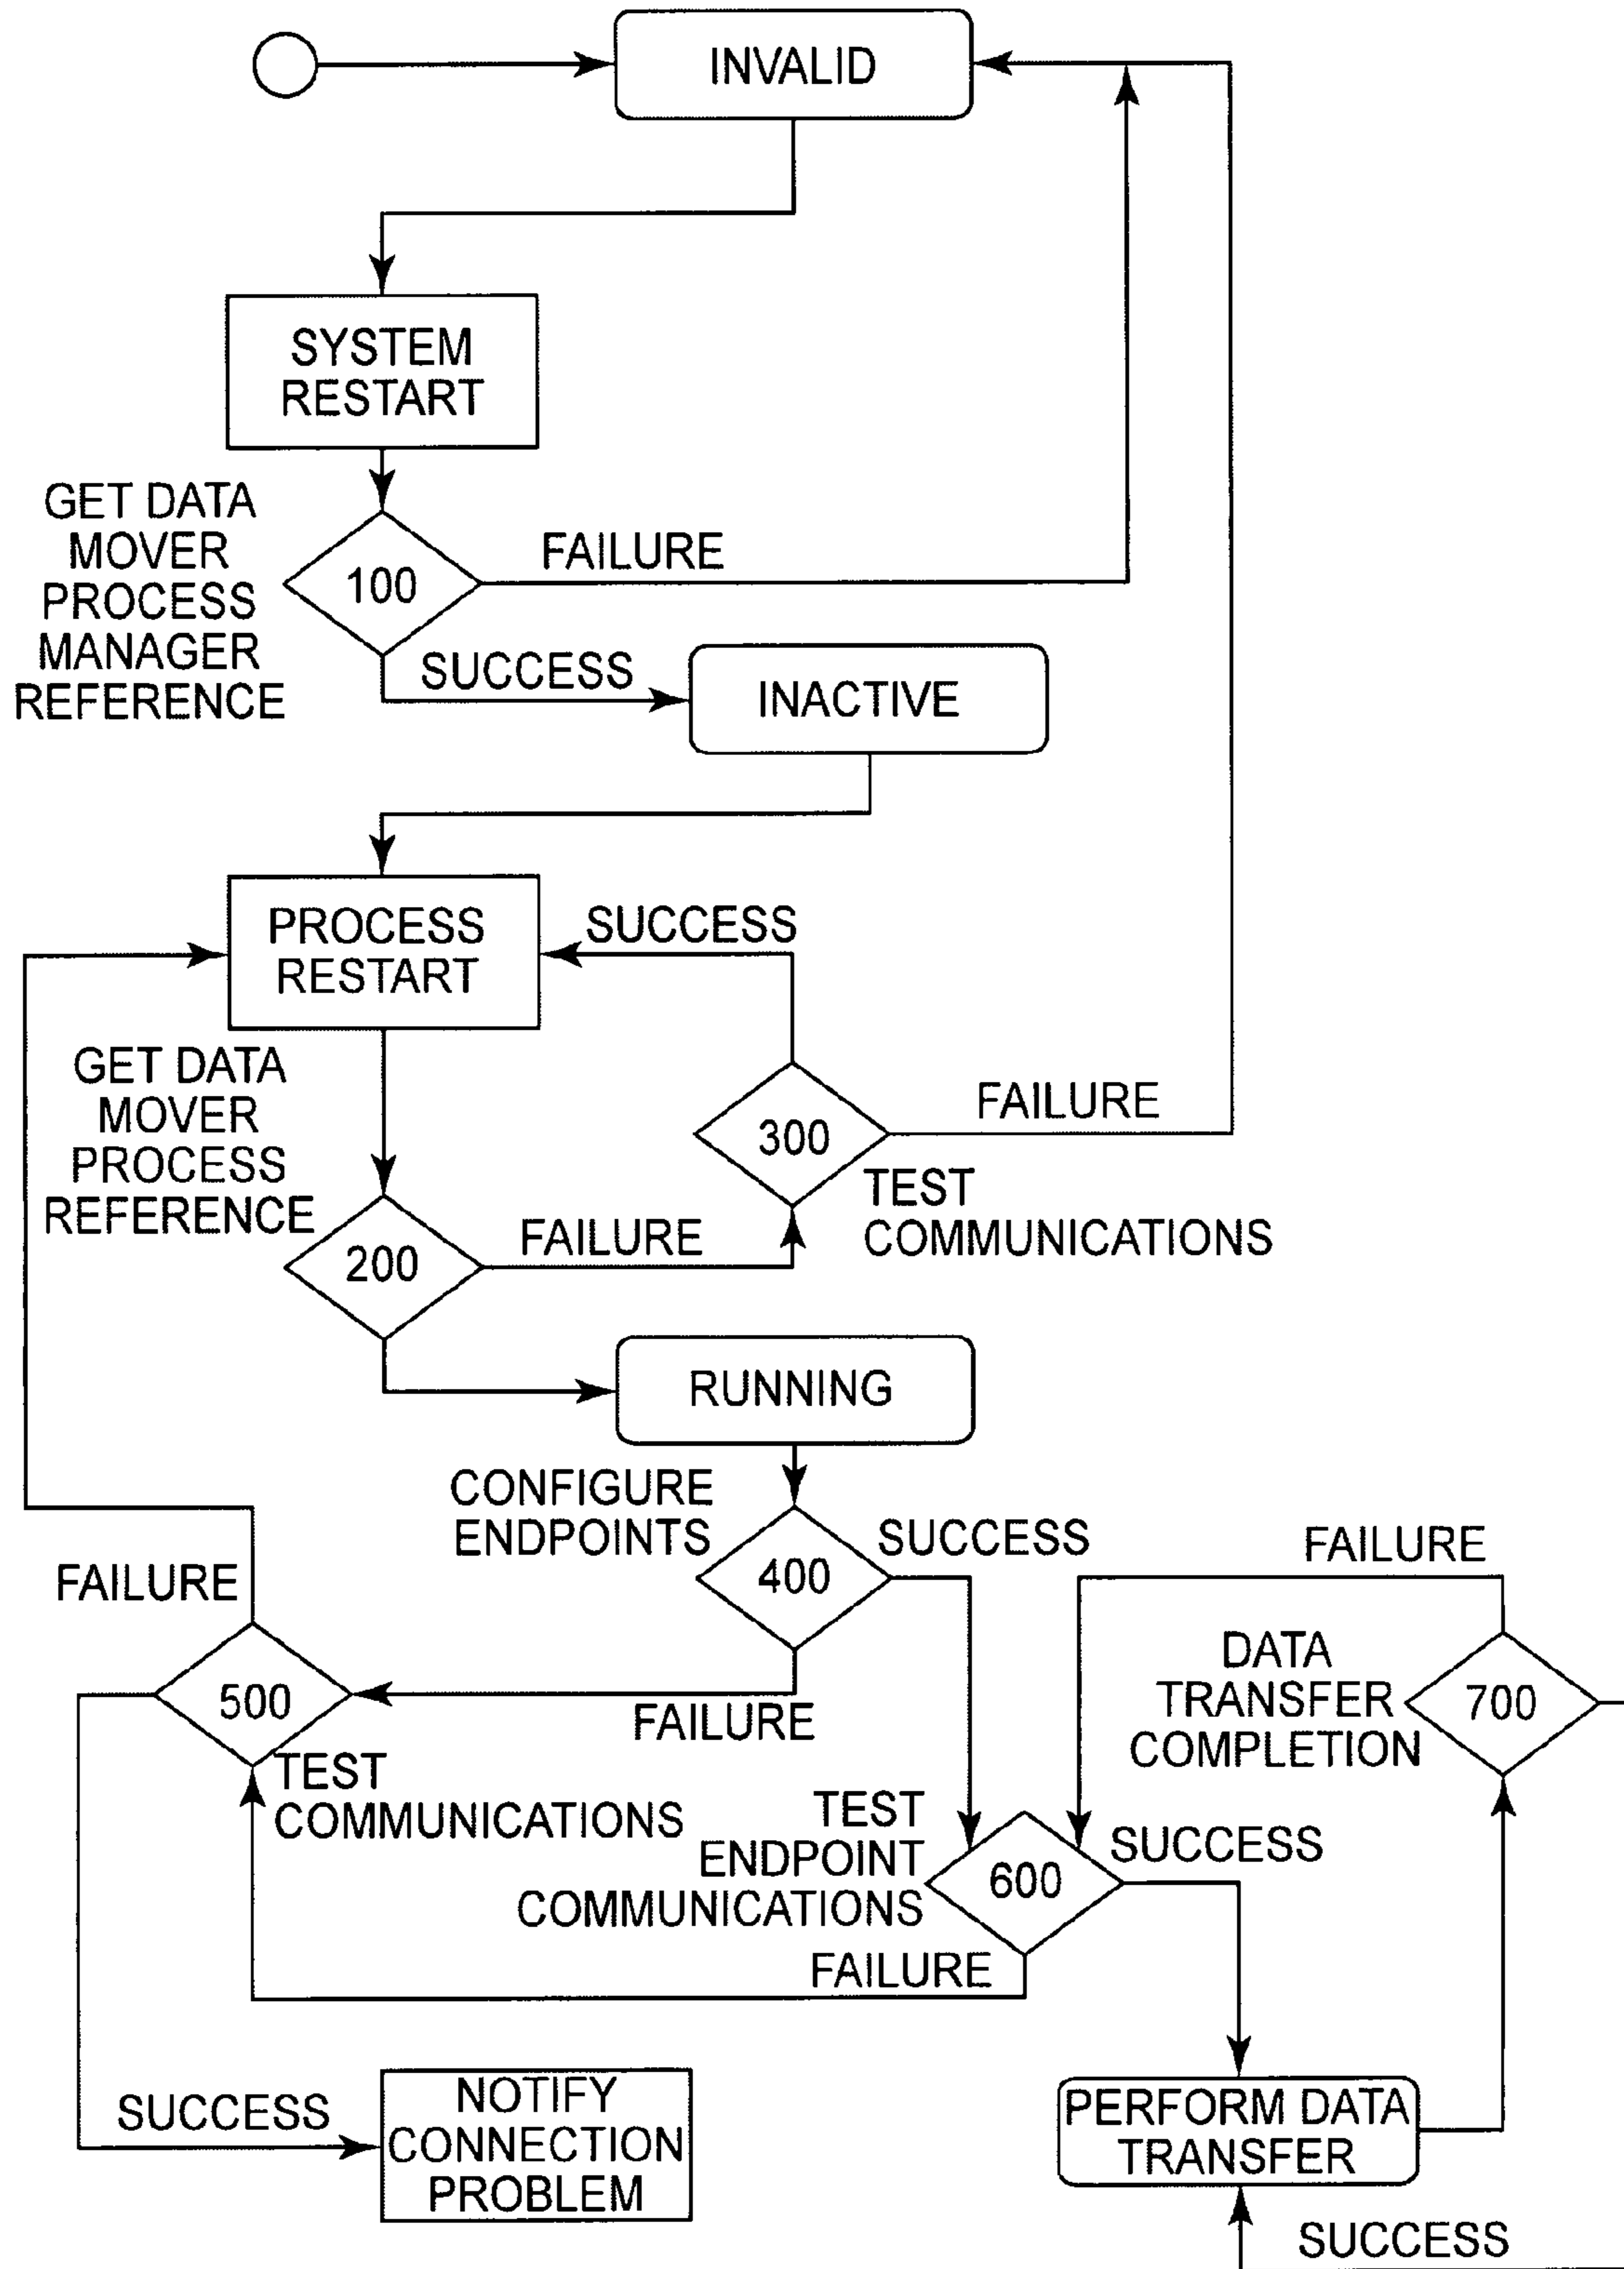 INVALID
SYSTEM
RESTART
GET DATA
MOVER
PROCESS
MANAGER
REFERENCE
100
FAILURE
SUCCESS
INACTIVE
PROCESS
RESTART
SUCCESS
GET DATA
MOVER
PROCESS
REFERENCE
300
FAILURE
TEST
COMMUNICATIONS
200
FAILURE
RUNNING
CONFIGURE
ENDPOINTS
400
SUCCESS
FAILURE
FAILURE
500
FAILURE
TEST
COMMUNICATIONS
DATA
TRANSFER
COMPLETION
700
TEST
ENDPOINT
COMMUNICATIONS
600
SUCCESS
FAILURE
SUCCESS
NOTIFY
CONNECTION
PROBLEM
PERFORM DATA
TRANSFER
SUCCESS